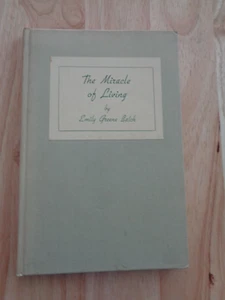 The Miracle
of Living
by
Emily Greene Balch